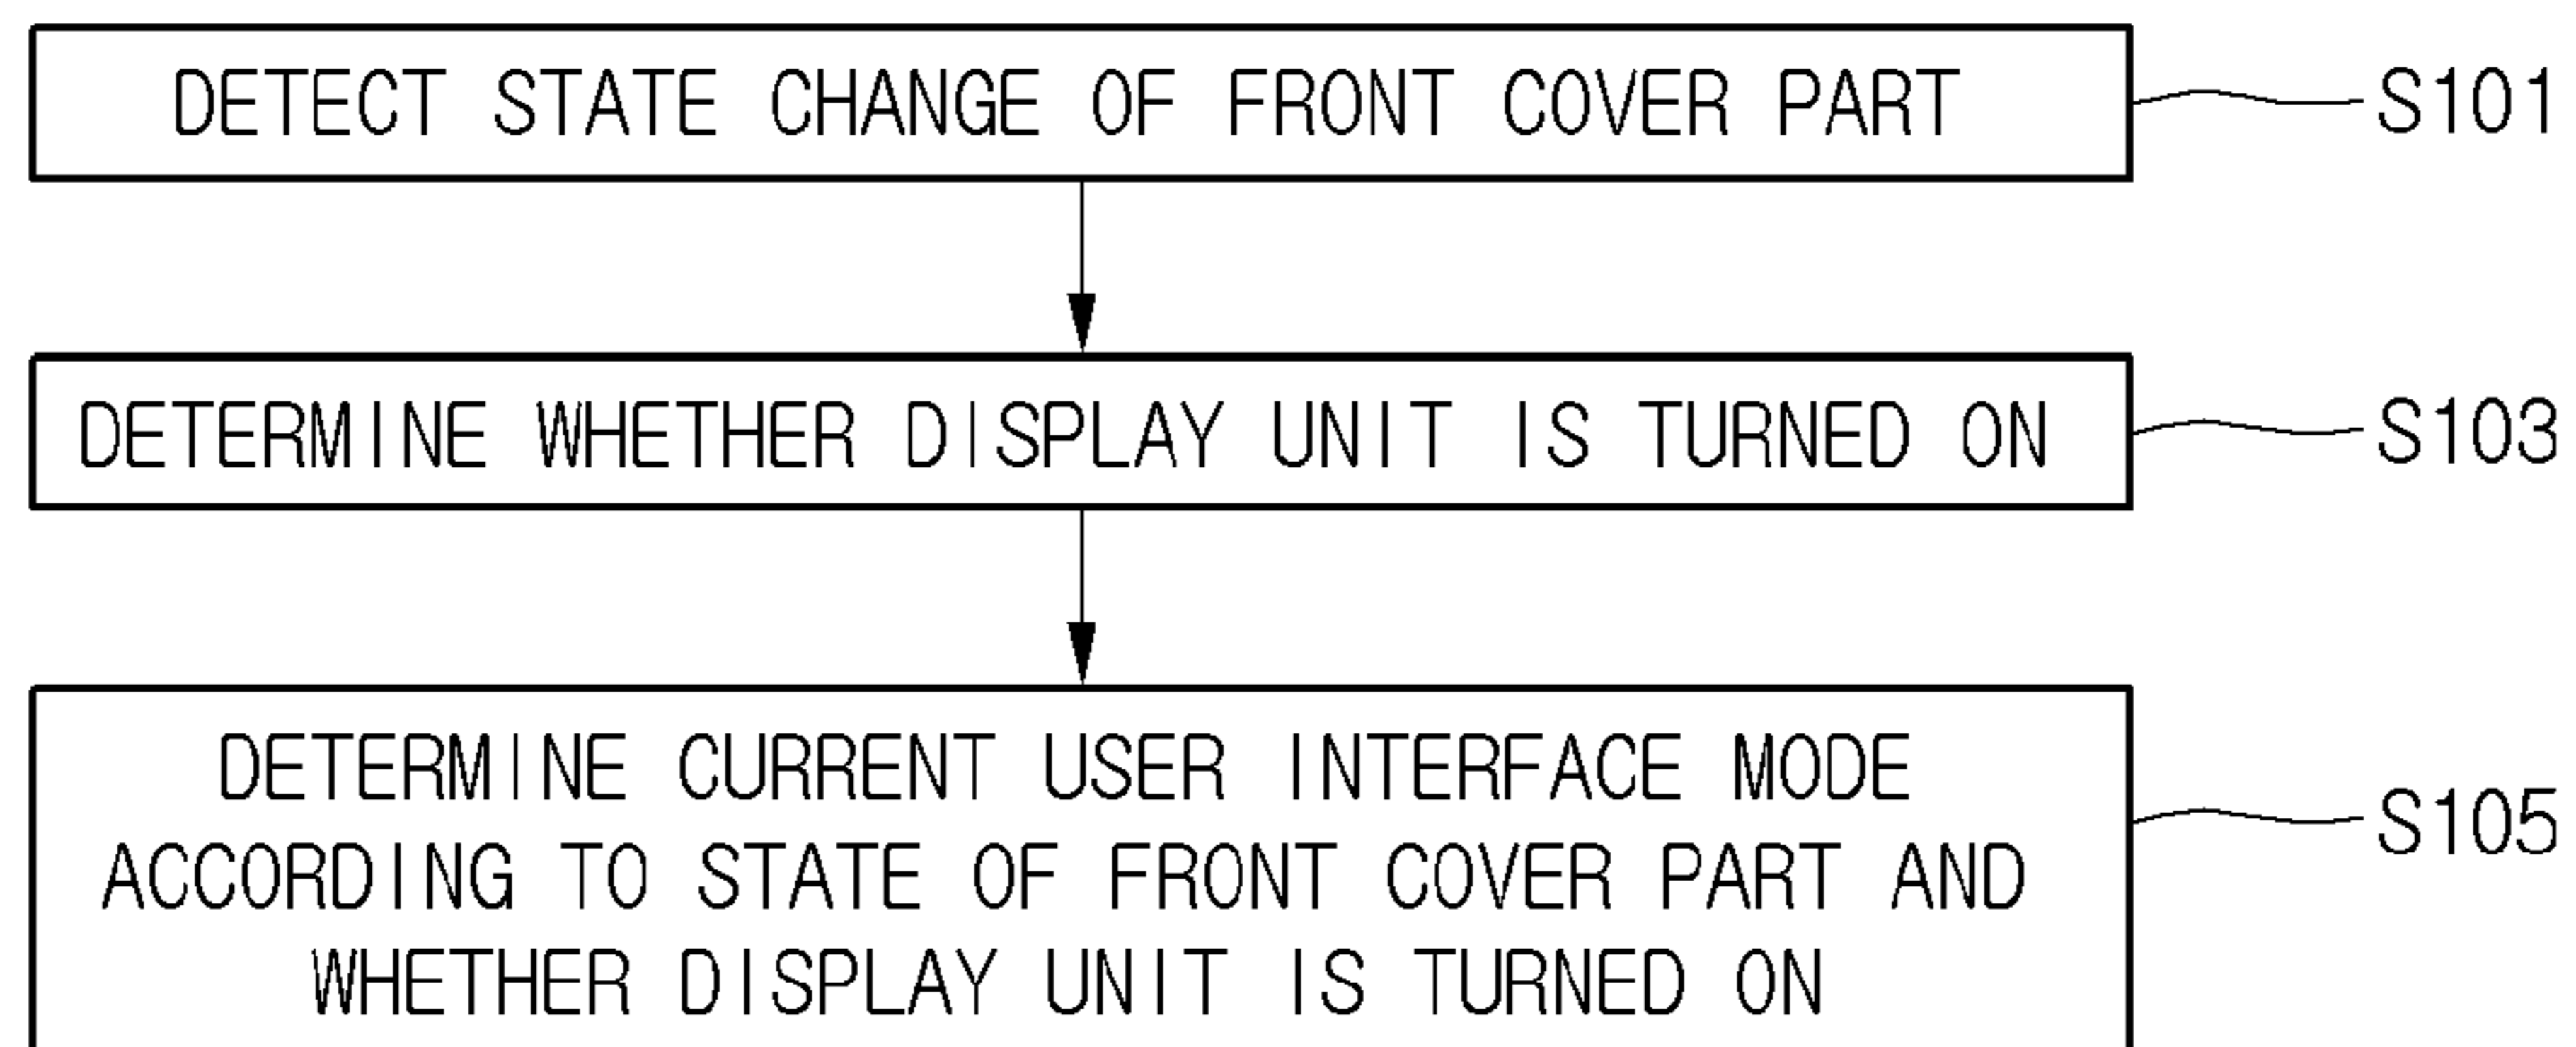 DETECT STATE CHANGE OF FRONT COVER PART
S101
DETERMINE WHETHER DISPLAY UNIT IS TURNED ON
S103
DETERMINE CURRENT USER INTERFACE MODE
ACCORDING TO STATE OF FRONT COVER PART AND
WHETHER DISPLAY UNIT IS TURNED ON
S105